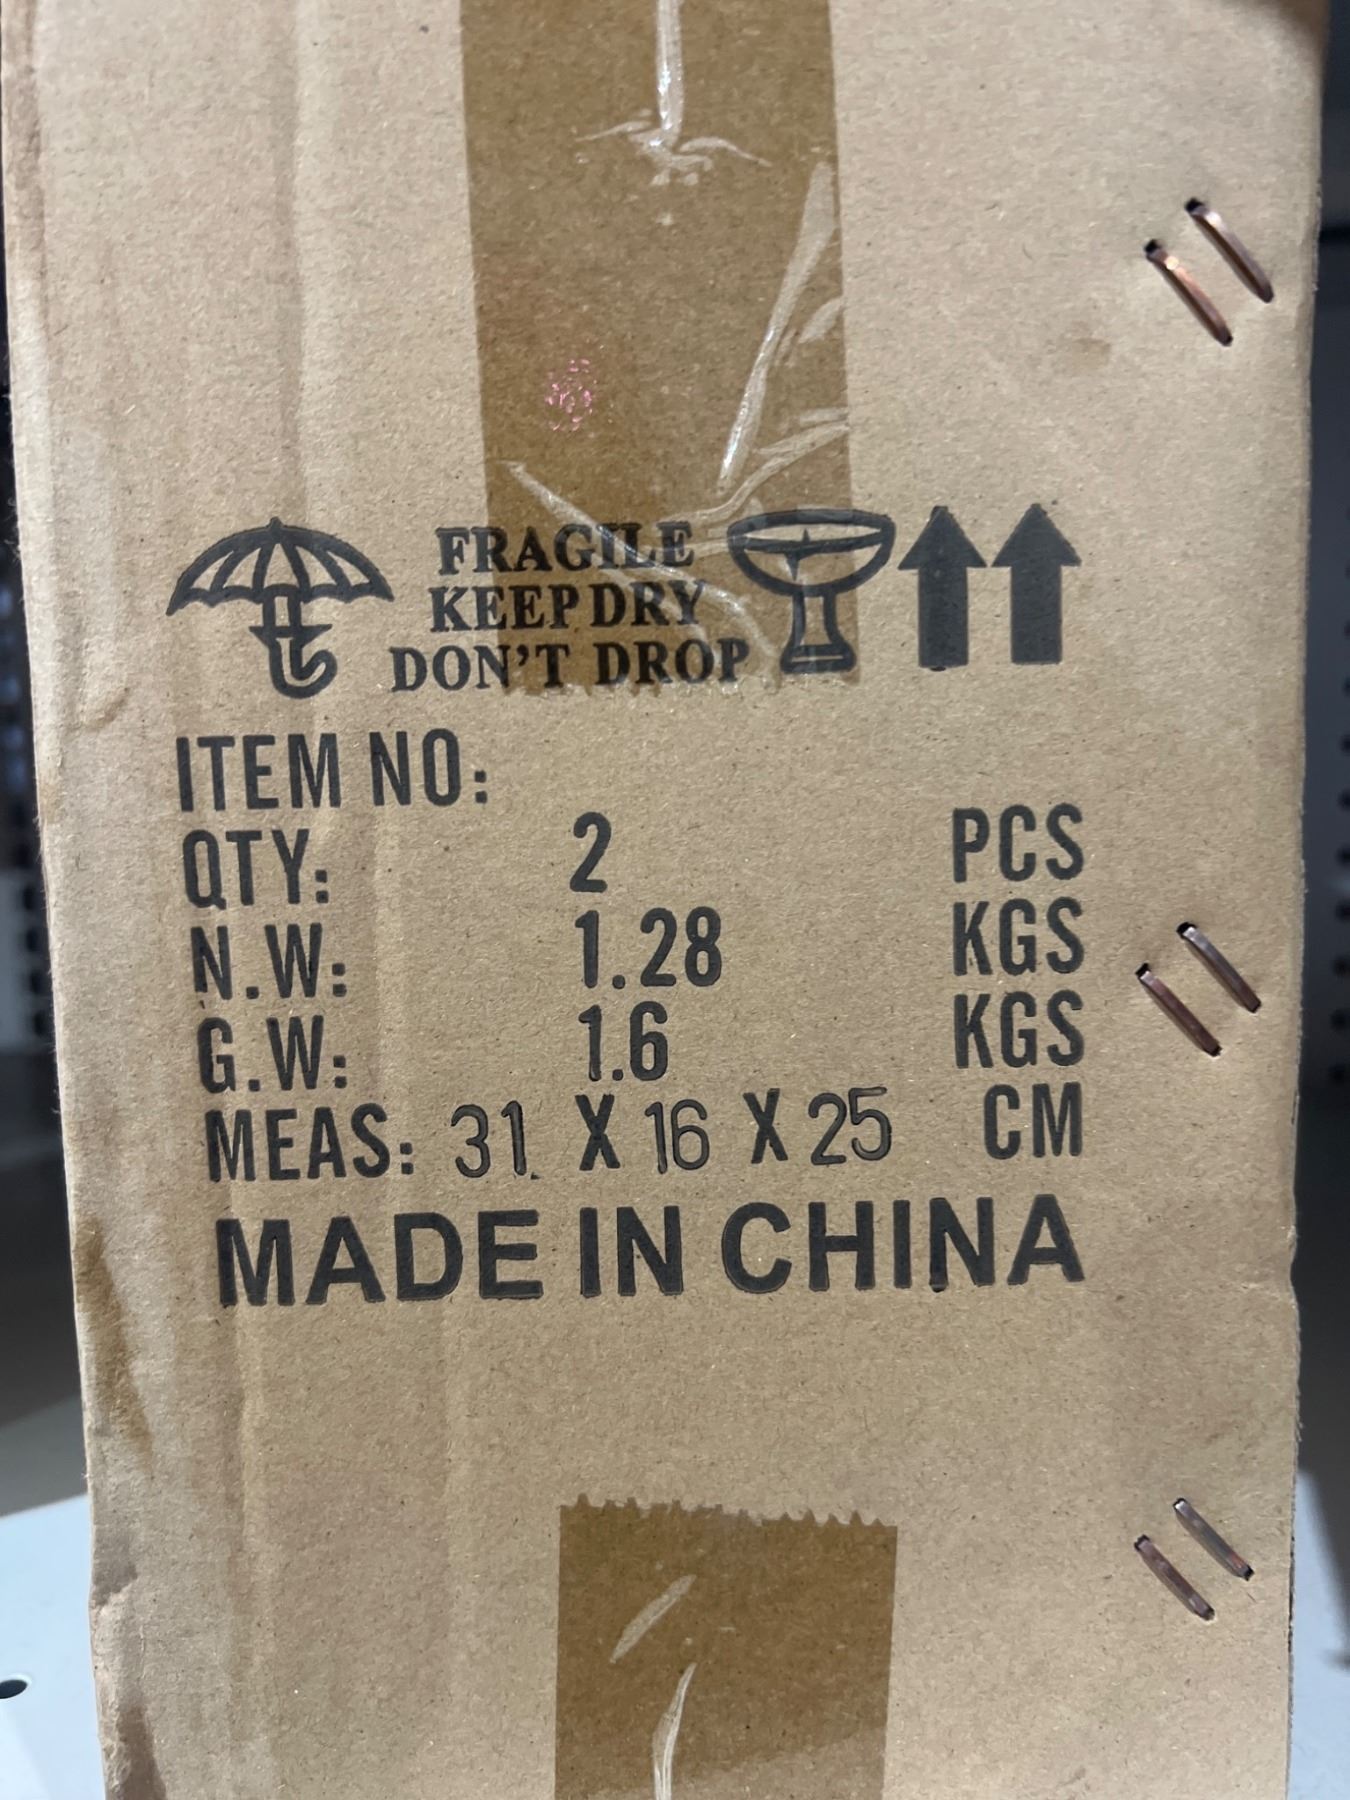 FRAGILE
KEEP DRY
DON'T DROP
ITEM NO:
QTY: 2 PCS
N.W: 1.28 KGS
G.W: 1.6 KGS
MEAS: 31 X 16 X 25 CM
MADE IN CHINA